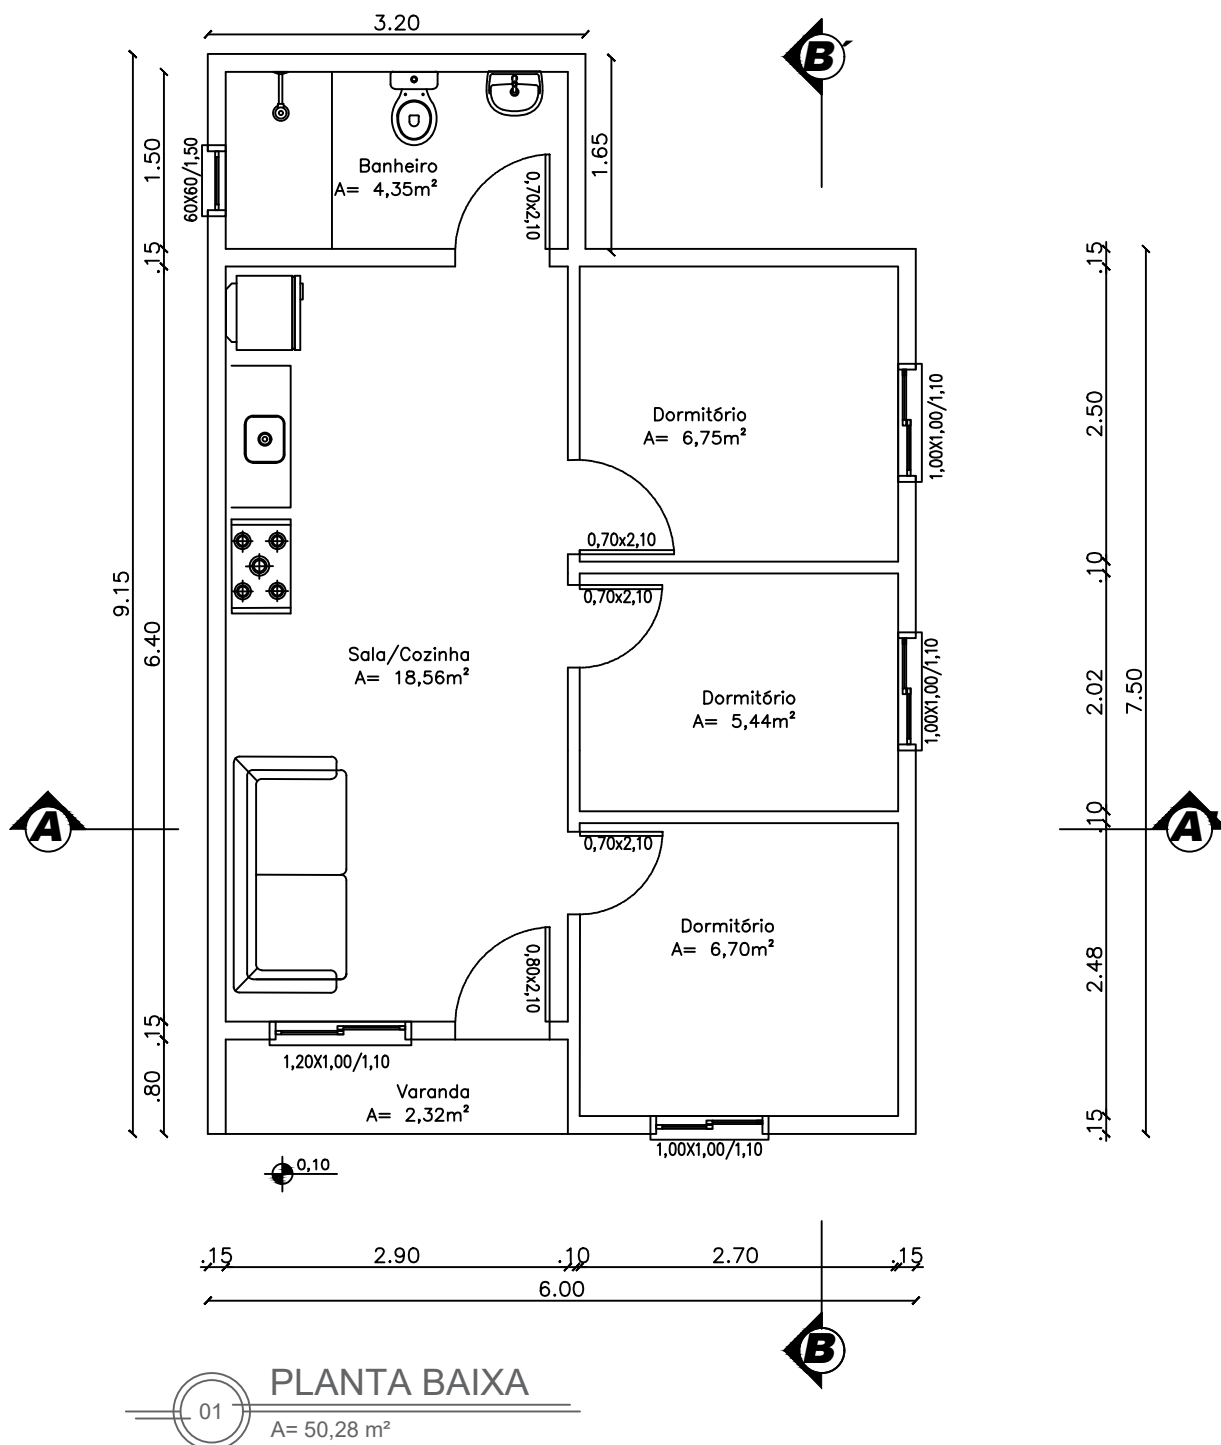 3.20
B´
9.15
1.50
60X60/1,50
Banheiro
A= 4,35m²
0,70x2,10
1.65
.15
.15
Dormitório
A= 6,75m²
1,00X1,00/1,10
2.50
0,70x2,10
.10
0,70x2,10
6.40
Sala/Cozinha
A= 18,56m²
Dormitório
A= 5,44m²
1,00X1,00/1,10
2.02
7.50
A
.10
A
0,70x2,10
Dormitório
A= 6,70m²
0,80x2,10
2.48
.15
1,20X1,00/1,10
.80
Varanda
A= 2,32m²
.15
1,00X1,00/1,10
0,10
.15 2.90 .10 2.70 .15
6.00
B
PLANTA BAIXA
01
A= 50,28 m²